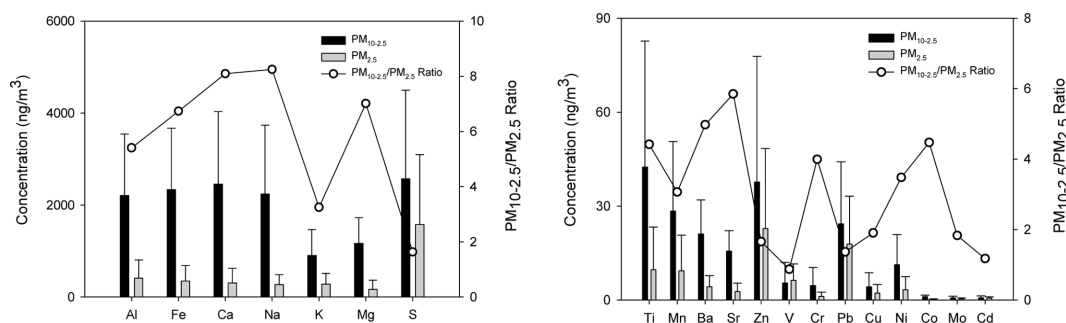 6000
4000
2000
0
Concentration (ng/m³)
PM₁₀₋₂.₅
PM₂.₅
PM₁₀₋₂.₅/PM₂.₅ Ratio
10
8
6
4
2
0
PM₁₀₋₂.₅/PM₂.₅ Ratio
Al Fe Ca Na K Mg S
90
60
30
0
Concentration (ng/m³)
PM₁₀₋₂.₅
PM₂.₅
PM₁₀₋₂.₅/PM₂.₅ Ratio
8
6
4
2
0
PM₁₀₋₂.₅/PM₂.₅ Ratio
Ti Mn Ba Sr Zn V Cr Pb Cu Ni Co Mo Cd